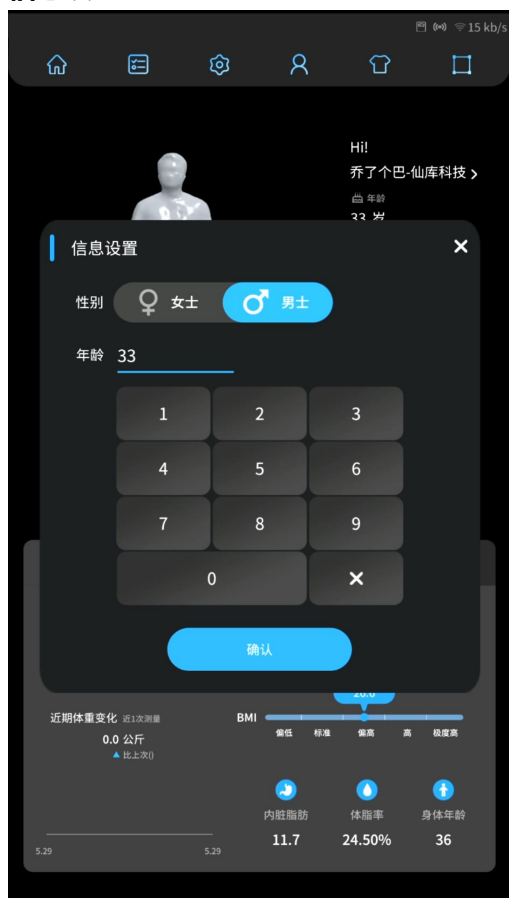 15 kb/s
Hi!
乔了个巴-仙库科技
年龄
33 岁
信息设置
性别 女士 男士
年龄 33
1 2 3
4 5 6
7 8 9
0
确认
近期体重变化 近1次测量
0.0 公斤
比上次()
BMI
偏低 标准 偏高 高 极度高
内脏脂肪 体脂率 身体年龄
11.7 24.50% 36
5.29 5.29